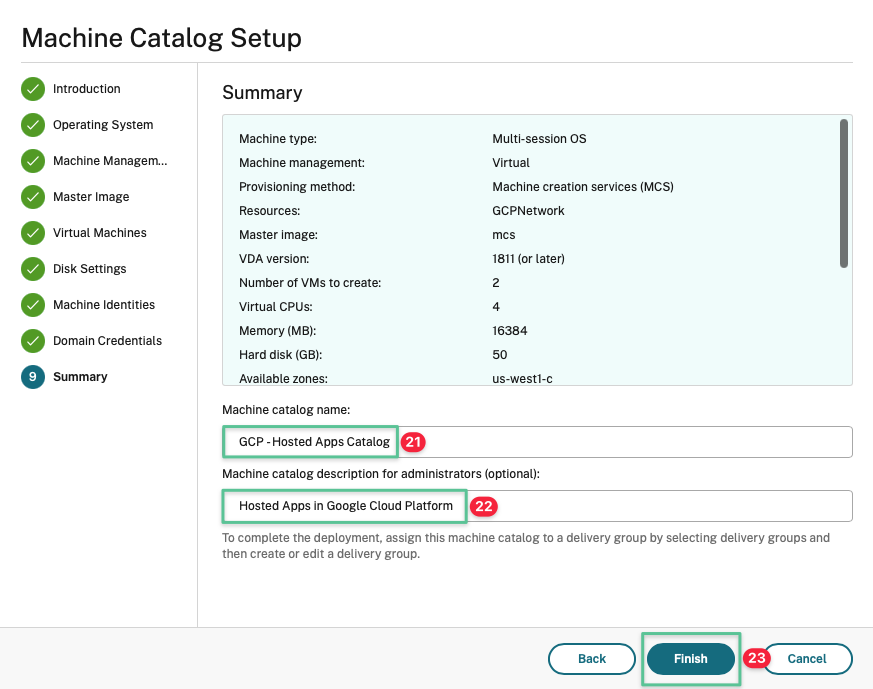 Machine Catalog Setup
Introduction
Operating System
Machine Managem...
Master Image
Virtual Machines
Disk Settings
Machine Identities
Domain Credentials
9 Summary
Summary
Machine type: Multi-session OS
Machine management: Virtual
Provisioning method: Machine creation services (MCS)
Resources: GCPNetwork
Master image: mcs
VDA version: 1811 (or later)
Number of VMs to create: 2
Virtual CPUs: 4
Memory (MB): 16384
Hard disk (GB): 50
Available zones: us-west1-c
Machine catalog name:
GCP - Hosted Apps Catalog 21
Machine catalog description for administrators (optional):
Hosted Apps in Google Cloud Platform 22
To complete the deployment, assign this machine catalog to a delivery group by selecting delivery groups and
then create or edit a delivery group.
Back Finish 23 Cancel